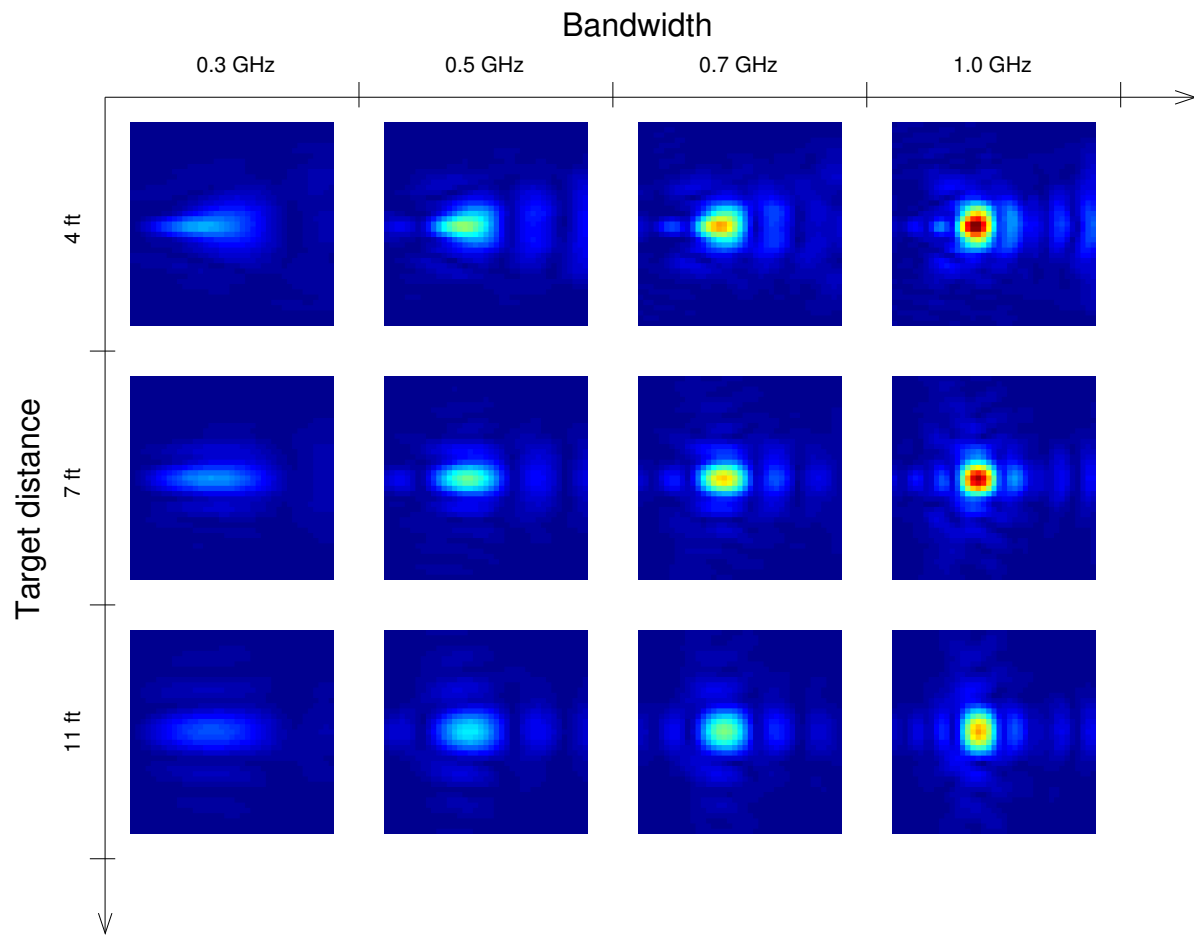 Bandwidth
0.3 GHz
0.5 GHz
0.7 GHz
1.0 GHz
Target distance
4 ft
7 ft
11 ft